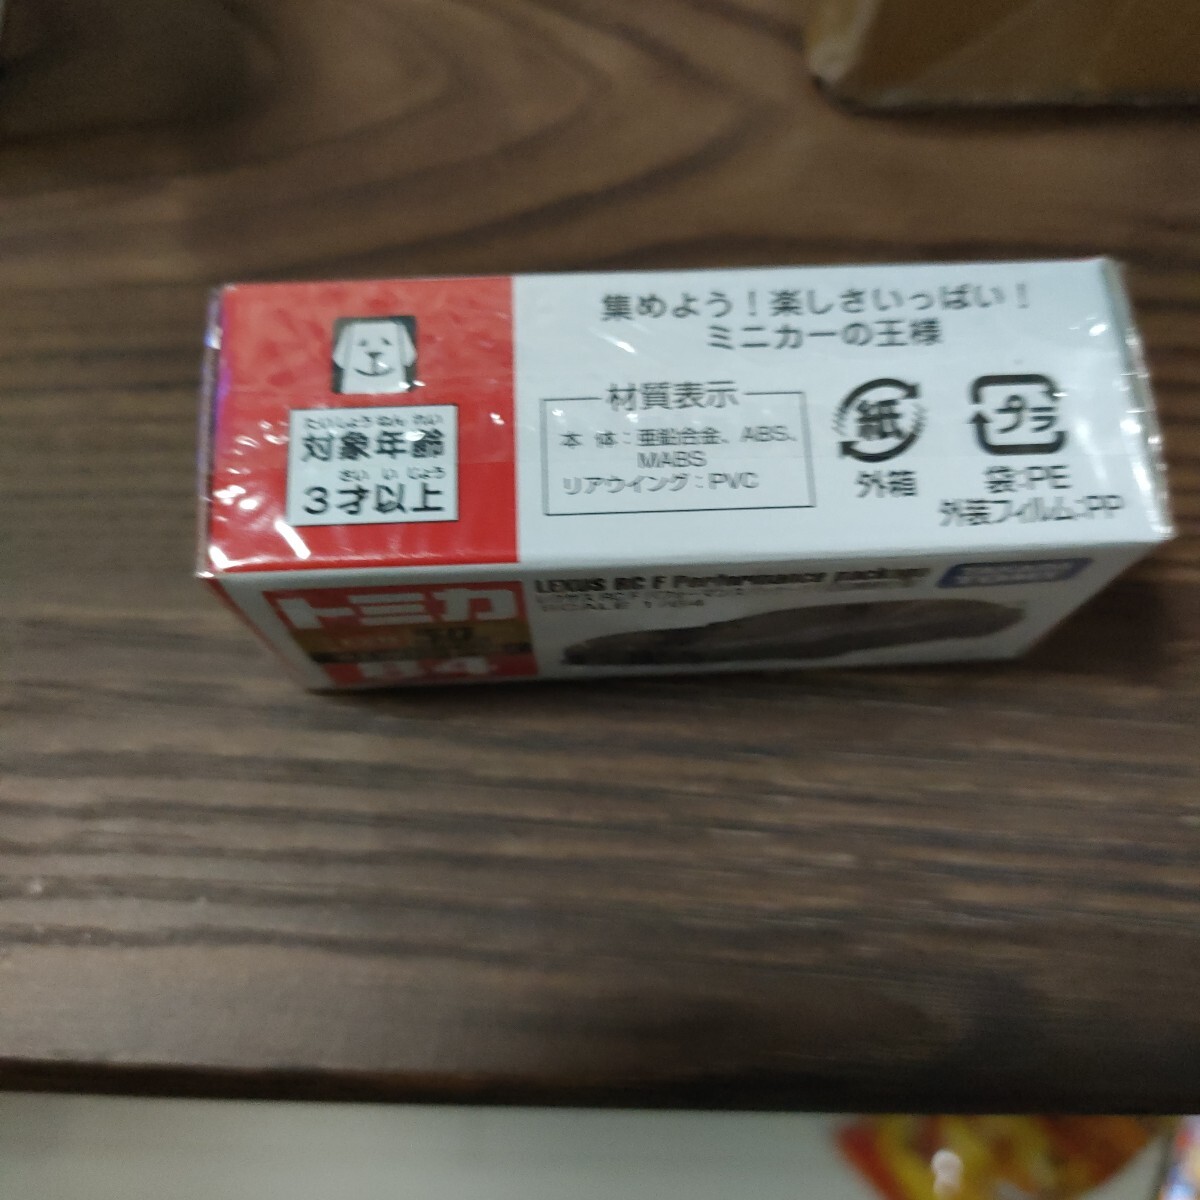 集めよう！楽しさいっぱい！
ミニカーの王様
たいしょうねんれい
対象年齢
さい いじょう
3才以上
材質表示
本 体：亜鉛合金、ABS、
MABS
リアウイング：PVC
紙
外箱
プラ
袋：PE
外装フィルム：PP
トミカ
84
LEXUS RC F Performance package
SCALE 1/64